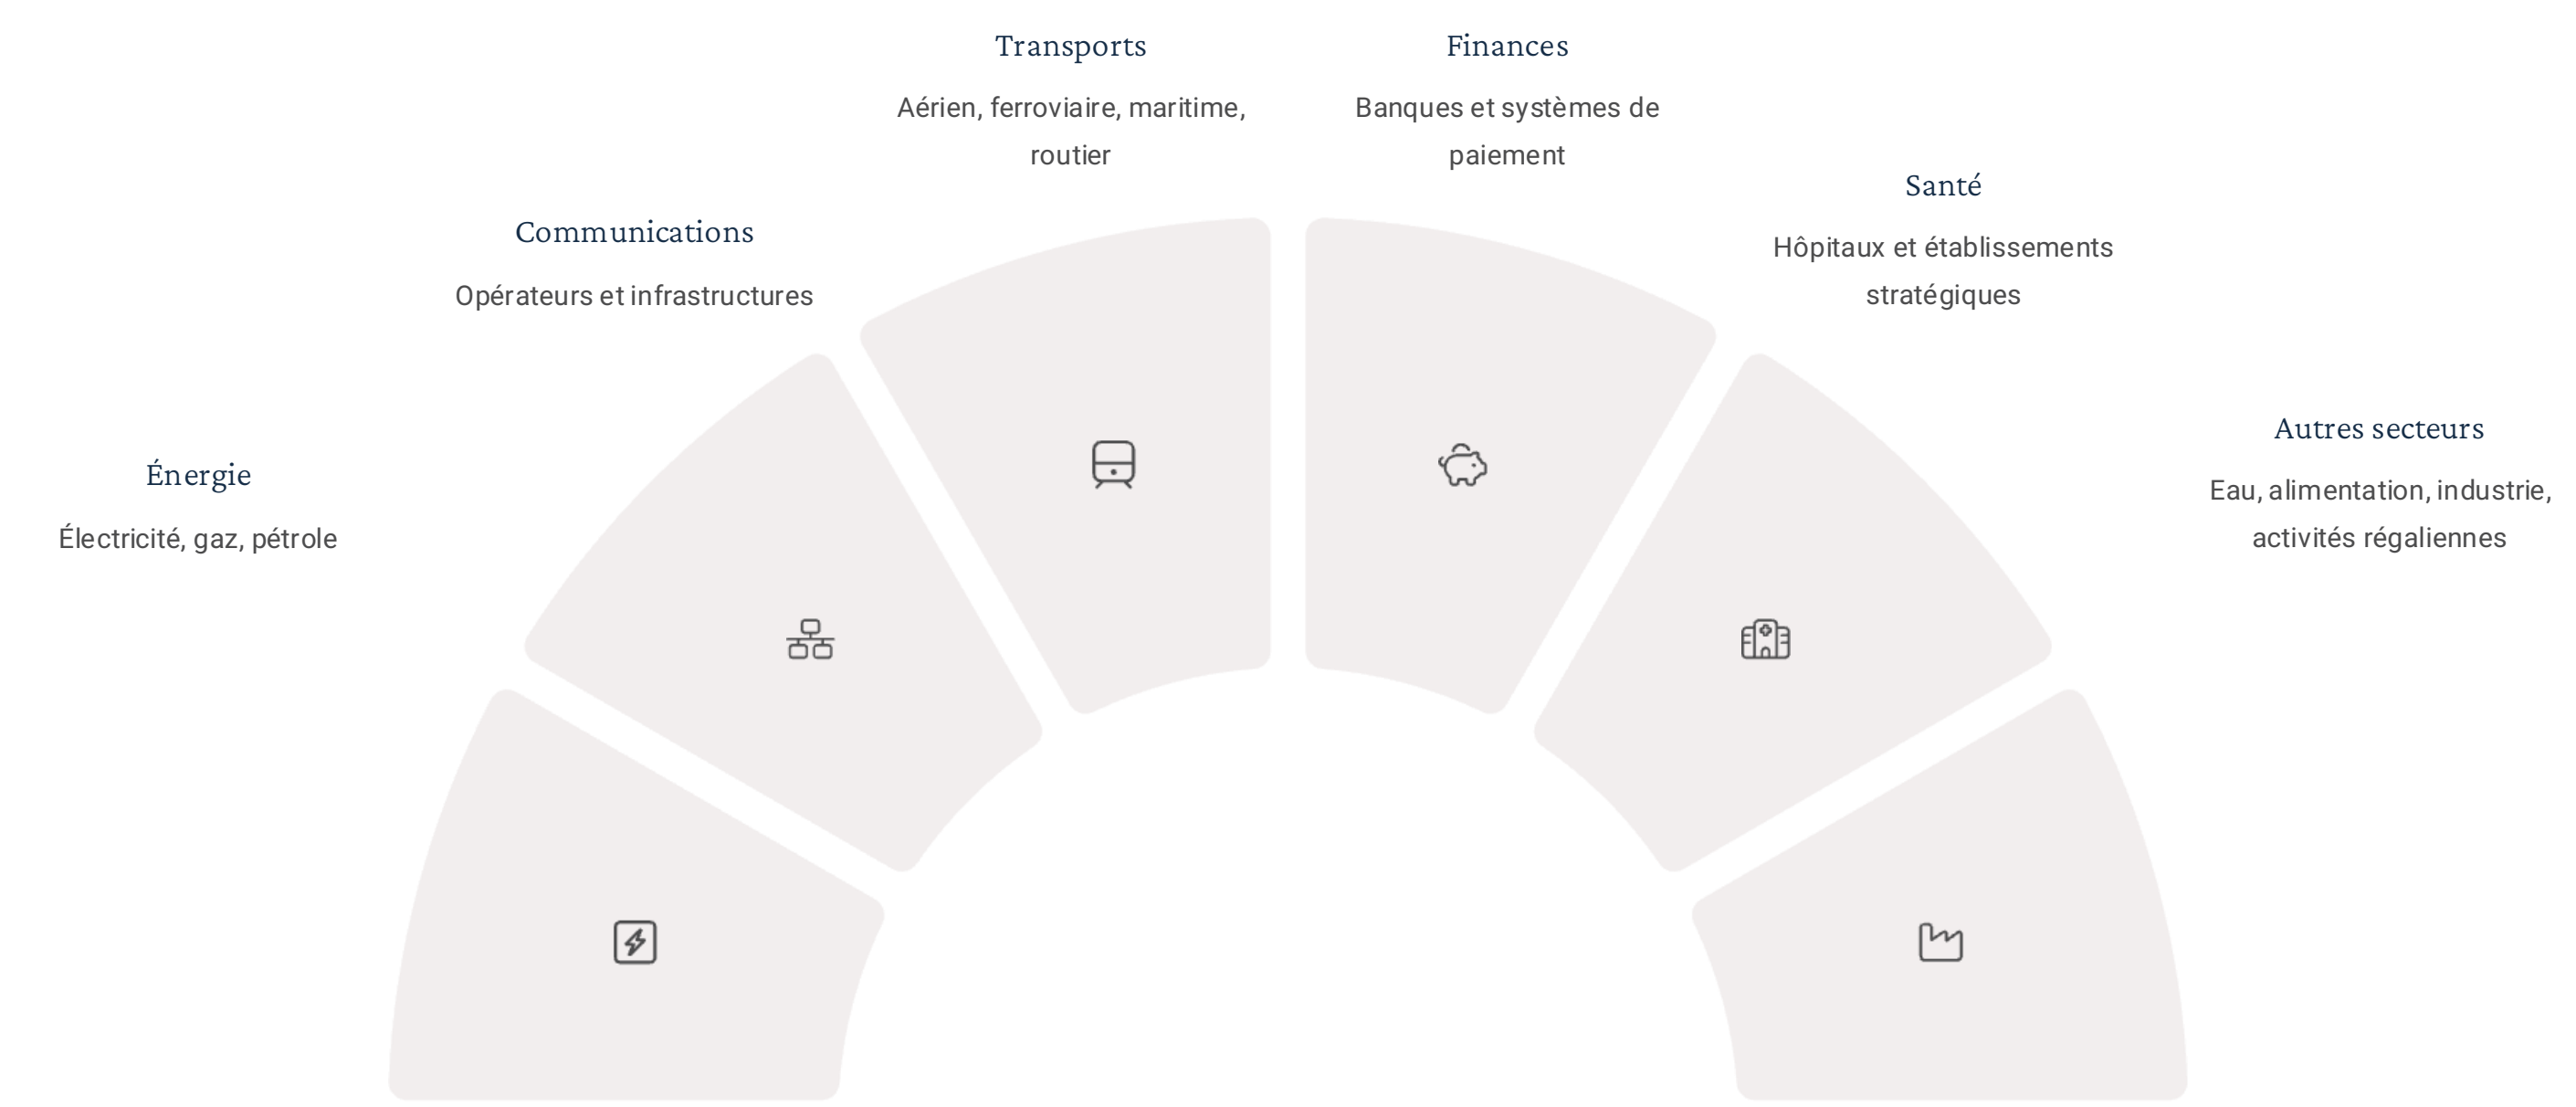 Énergie
Électricité, gaz, pétrole
Communications
Opérateurs et infrastructures
Transports
Aérien, ferroviaire, maritime,
routier
Finances
Banques et systèmes de
paiement
Santé
Hôpitaux et établissements
stratégiques
Autres secteurs
Eau, alimentation, industrie,
activités régaliennes